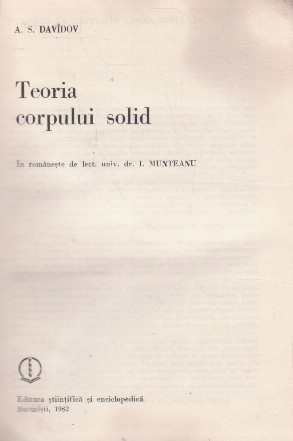 A. S. DAVÎDOV
Teoria
corpului solid
În românește de lect. univ. dr. I. MUNTEANU
Editura științifică și enciclopedică
București, 1982